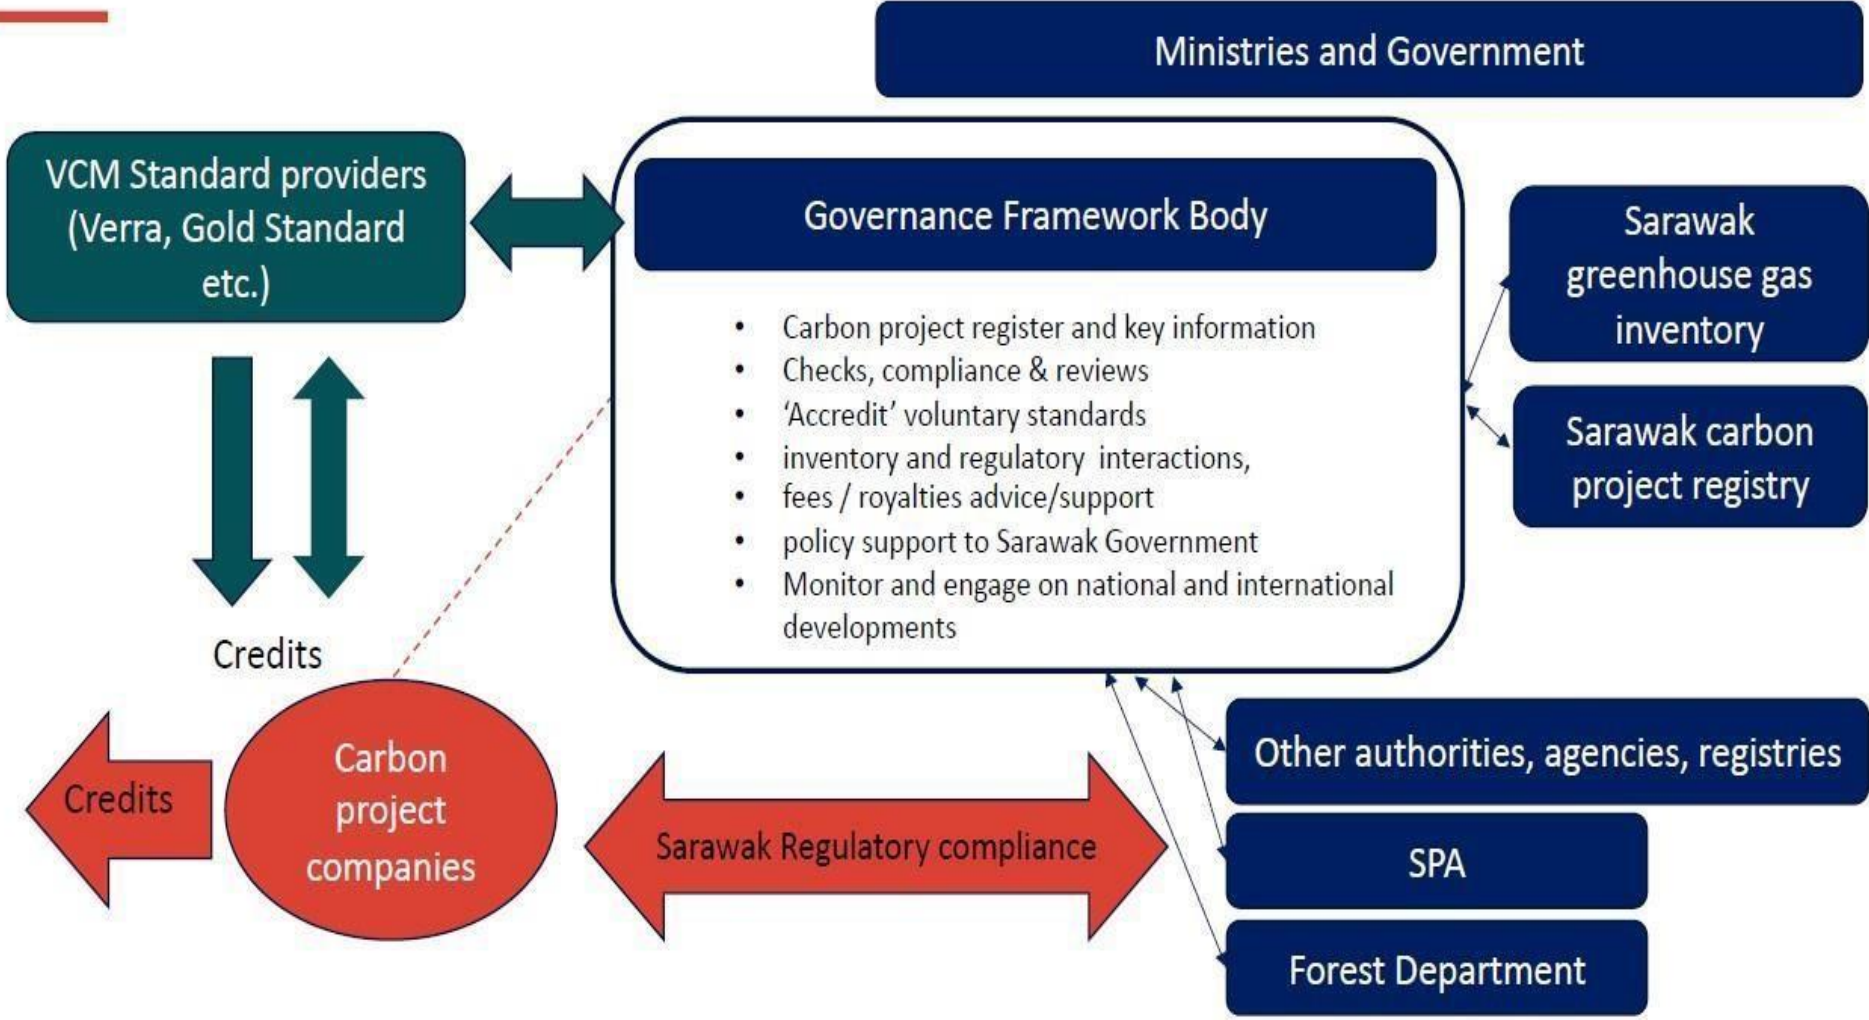 Ministries and Government
VCM Standard providers
(Verra, Gold Standard
etc.)
Governance Framework Body
• Carbon project register and key information
• Checks, compliance & reviews
• ‘Accredit’ voluntary standards
• inventory and regulatory interactions,
• fees / royalties advice/support
• policy support to Sarawak Government
• Monitor and engage on national and international
developments
Sarawak
greenhouse gas
inventory
Sarawak carbon
project registry
Credits
Credits
Carbon
project
companies
Sarawak Regulatory compliance
Other authorities, agencies, registries
SPA
Forest Department